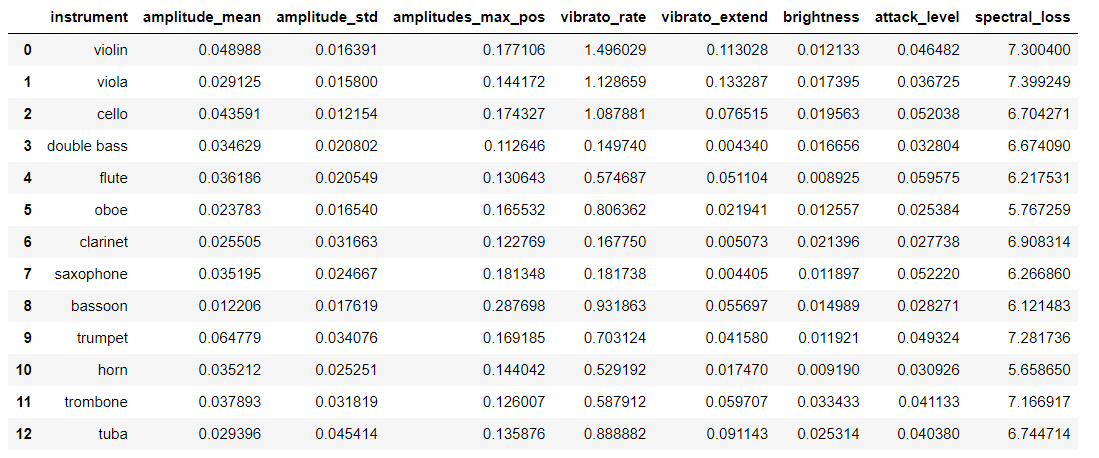 instrument amplitude_mean amplitude_std amplitudes_max_pos vibrato_rate vibrato_extend brightness attack_level spectral_loss
0 violin 0.048988 0.016391 0.177106 1.496029 0.113028 0.012133 0.046482 7.300400
1 viola 0.029125 0.015800 0.144172 1.128659 0.133287 0.017395 0.036725 7.399249
2 cello 0.043591 0.012154 0.174327 1.087881 0.076515 0.019563 0.052038 6.704271
3 double bass 0.034629 0.020802 0.112646 0.149740 0.004340 0.016656 0.032804 6.674090
4 flute 0.036186 0.020549 0.130643 0.574687 0.051104 0.008925 0.059575 6.217531
5 oboe 0.023783 0.016540 0.165532 0.806362 0.021941 0.012557 0.025384 5.767259
6 clarinet 0.025505 0.031663 0.122769 0.167750 0.005073 0.021396 0.027738 6.908314
7 saxophone 0.035195 0.024667 0.181348 0.181738 0.004405 0.011897 0.052220 6.266860
8 bassoon 0.012206 0.017619 0.287698 0.931863 0.055697 0.014989 0.028271 6.121483
9 trumpet 0.064779 0.034076 0.169185 0.703124 0.041580 0.011921 0.049324 7.281736
10 horn 0.035212 0.025251 0.144042 0.529192 0.017470 0.009190 0.030926 5.658650
11 trombone 0.037893 0.031819 0.126007 0.587912 0.059707 0.033433 0.041133 7.166917
12 tuba 0.029396 0.045414 0.135876 0.888882 0.091143 0.025314 0.040380 6.744714